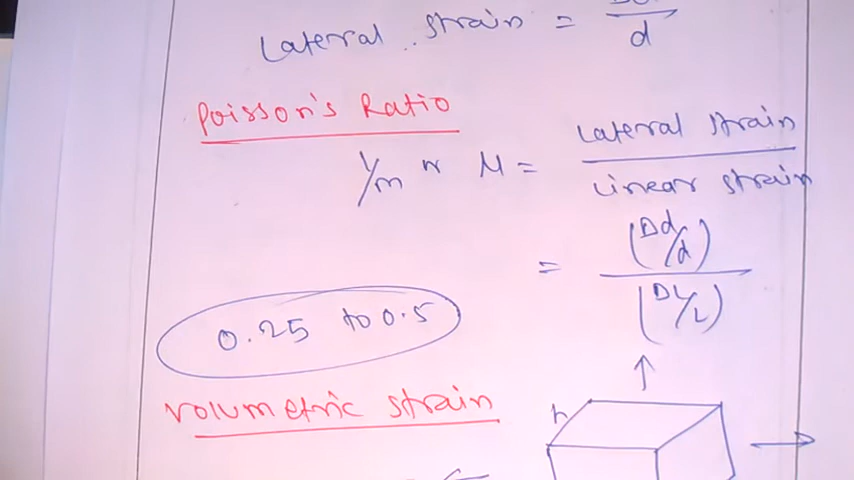 Lateral strain = /d
Poisson's Ratio
1/m or μ = Lateral strain / Linear strain
= (Δd/d) / (ΔL/L)
0.25 to 0.5
Volumetric strain
h